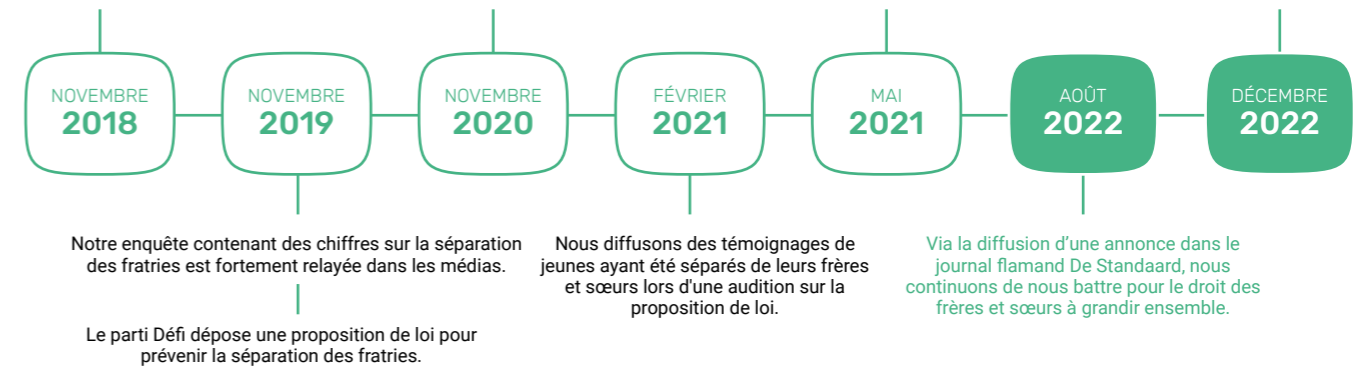 NOVEMBRE
2018
NOVEMBRE
2019
NOVEMBRE
2020
FÉVRIER
2021
MAI
2021
AOÛT
2022
DÉCEMBRE
2022
Notre enquête contenant des chiffres sur la séparation
des fratries est fortement relayée dans les médias.
Le parti Défi dépose une proposition de loi pour
prévenir la séparation des fratries.
Nous diffusons des témoignages de
jeunes ayant été séparés de leurs frères
et sœurs lors d'une audition sur la
proposition de loi.
Via la diffusion d’une annonce dans le
journal flamand De Standaard, nous
continuons de nous battre pour le droit des
frères et sœurs à grandir ensemble.